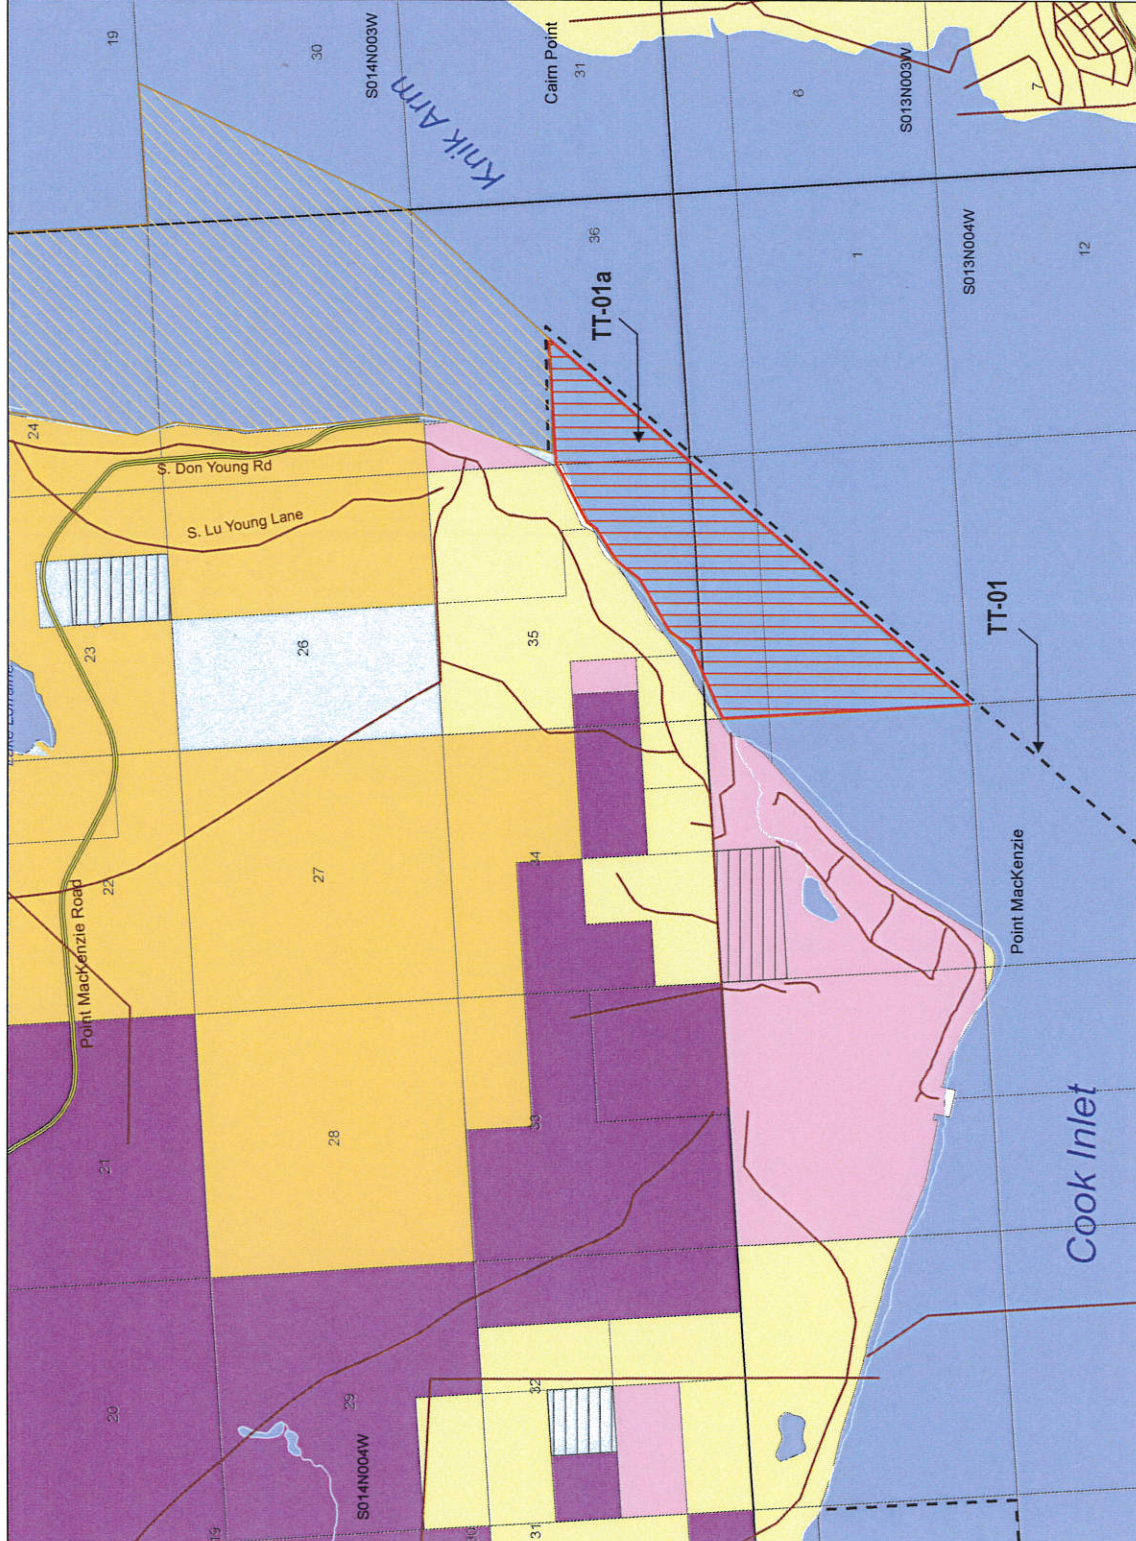 19
30
S014N003W
Knik Arm
Cairn Point
31
6
S013N003W
7
24
S. Don Young Rd
S. Lu Young Lane
36
TT-01a
1
S013N004W
12
23
26
35
TT-01
22
Point MacKenzie Road
27
34
Point MacKenzie
21
28
33
Cook Inlet
20
29
S014N004W
32
19
30
31